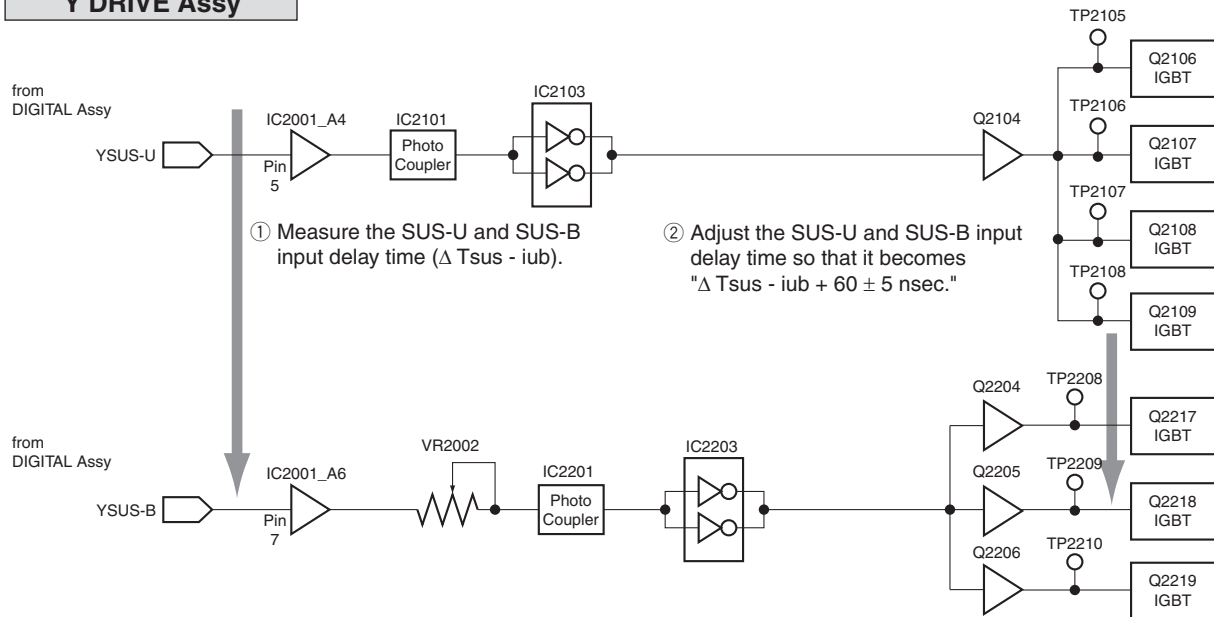 Y DRIVE Assy
TP2105
Q2106
IGBT
from
DIGITAL Assy
IC2001_A4
IC2101
IC2103
Q2104
TP2106
YSUS-U
Pin
5
Photo
Coupler
Q2107
IGBT
TP2107
① Measure the SUS-U and SUS-B
input delay time (Δ Tsus - iub).
② Adjust the SUS-U and SUS-B input
delay time so that it becomes
"Δ Tsus - iub + 60 ± 5 nsec."
Q2108
IGBT
TP2108
Q2109
IGBT
Q2204
TP2208
Q2217
IGBT
from
DIGITAL Assy
IC2001_A6
VR2002
IC2201
IC2203
Q2205
TP2209
YSUS-B
Pin
7
Photo
Coupler
Q2218
IGBT
Q2206
TP2210
Q2219
IGBT